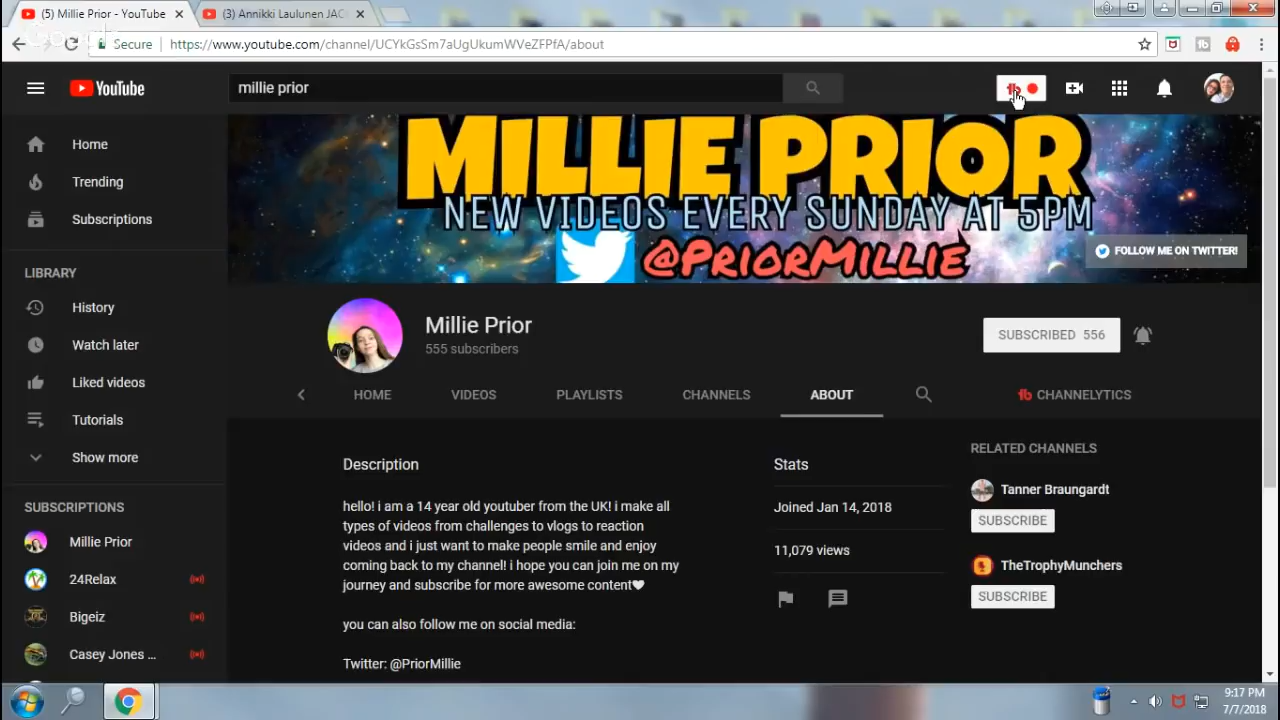 (5) Millie Prior - YouTube
(3) Annikki Laulunen JAC
Secure
https://www.youtube.com/channel/UCYkGsSm7aUgUkumWVeZFPfA/about
YouTube
millie prior
Home
Trending
Subscriptions
LIBRARY
History
Watch later
Liked videos
Tutorials
Show more
SUBSCRIPTIONS
Millie Prior
24Relax
Bigeiz
Casey Jones ...
MILLIE PRIOR
NEW VIDEOS EVERY SUNDAY AT 5PM
@PriorMillie
FOLLOW ME ON TWITTER!
Millie Prior
555 subscribers
SUBSCRIBED 556
HOME
VIDEOS
PLAYLISTS
CHANNELS
ABOUT
CHANNELYTICS
Description
hello! i am a 14 year old youtuber from the UK! i make all
types of videos from challenges to vlogs to reaction
videos and i just want to make people smile and enjoy
coming back to my channel! i hope you can join me on my
journey and subscribe for more awesome content❤
you can also follow me on social media:
Twitter: @PriorMillie
Stats
Joined Jan 14, 2018
11,079 views
RELATED CHANNELS
Tanner Braungardt
SUBSCRIBE
TheTrophyMunchers
SUBSCRIBE
9:17 PM
7/7/2018